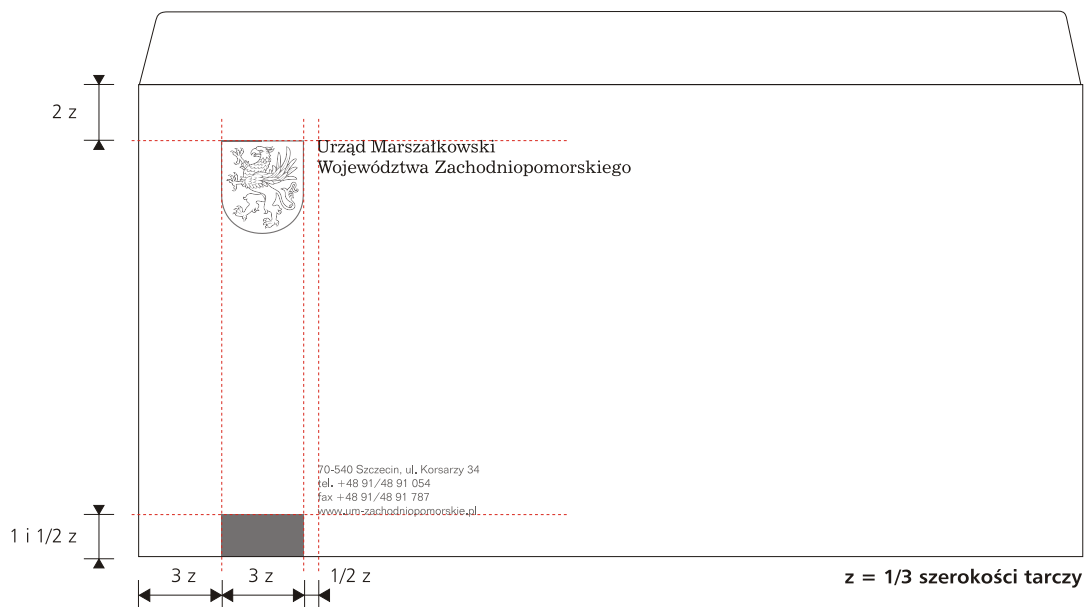 2 z
Urząd Marszałkowski
Województwa Zachodniopomorskiego
70-540 Szczecin, ul. Korsarzy 34
tel. +48 91/48 91 054
fax +48 91/48 91 787
www.um-zachodniopomorskie.pl
1 i 1/2 z
3 z
3 z
1/2 z
z = 1/3 szerokości tarczy